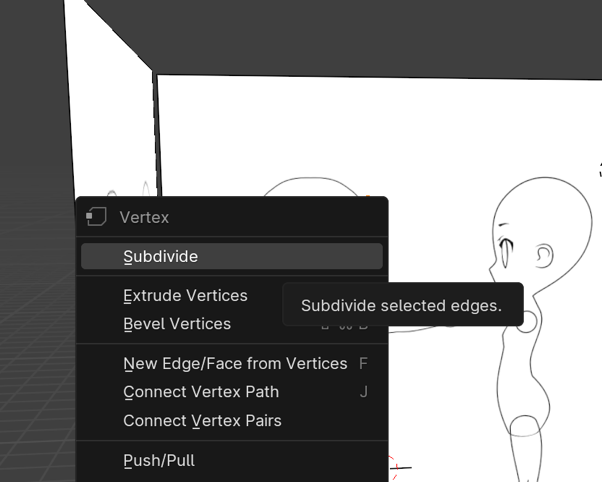 Vertex
Subdivide
Extrude Vertices
Subdivide selected edges.
Bevel Vertices
New Edge/Face from Vertices F
Connect Vertex Path J
Connect Vertex Pairs
Push/Pull